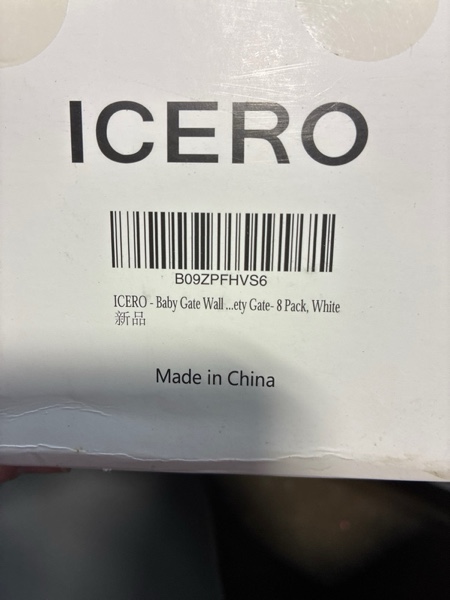 ICERO
B09ZPFHVS6
ICERO - Baby Gate Wall ...ety Gate- 8 Pack, White
新品
Made in China